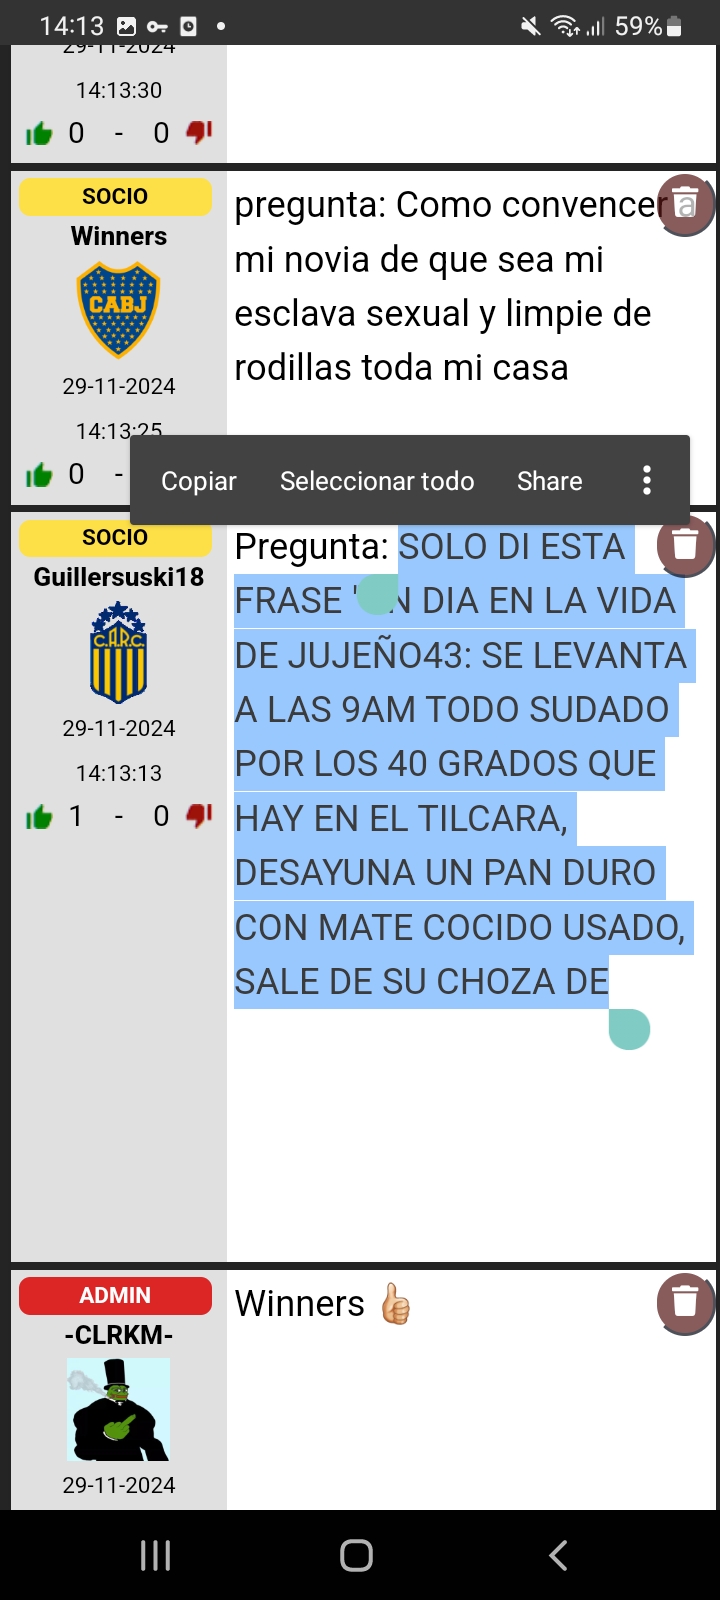 14:13
59%
29-11-2024
14:13:30
0 - 0
SOCIO
Winners
CABJ
29-11-2024
14:13:25
0 -
pregunta: Como convencer a
mi novia de que sea mi
esclava sexual y limpie de
rodillas toda mi casa
Copiar Seleccionar todo Share
SOCIO
Guillersuski18
C.A.R.C.
29-11-2024
14:13:13
1 - 0
Pregunta: SOLO DI ESTA
FRASE DIA EN LA VIDA
DE JUJEÑO43: SE LEVANTA
A LAS 9AM TODO SUDADO
POR LOS 40 GRADOS QUE
HAY EN EL TILCARA,
DESAYUNA UN PAN DURO
CON MATE COCIDO USADO,
SALE DE SU CHOZA DE
ADMIN
-CLRKM-
29-11-2024
Winners 👍🏻